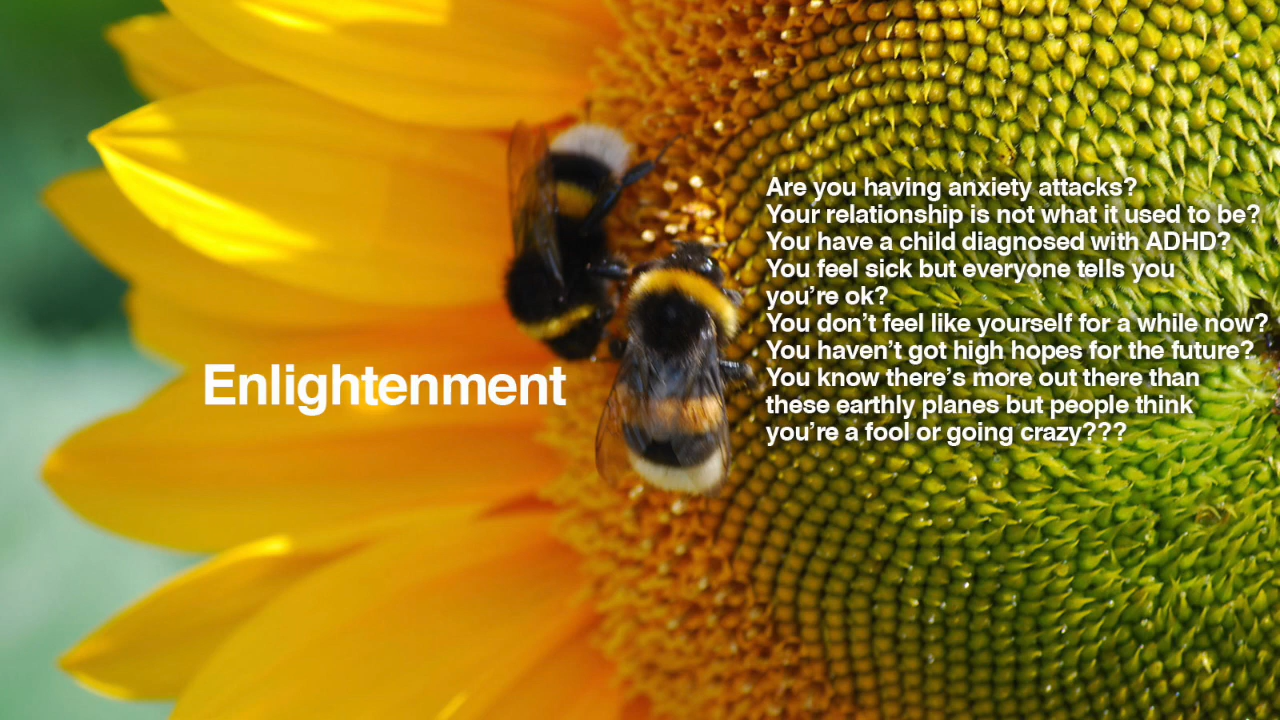 Enlightenment
Are you having anxiety attacks?
Your relationship is not what it used to be?
You have a child diagnosed with ADHD?
You feel sick but everyone tells you
you’re ok?
You don’t feel like yourself for a while now?
You haven’t got high hopes for the future?
You know there’s more out there than
these earthly planes but people think
you’re a fool or going crazy???